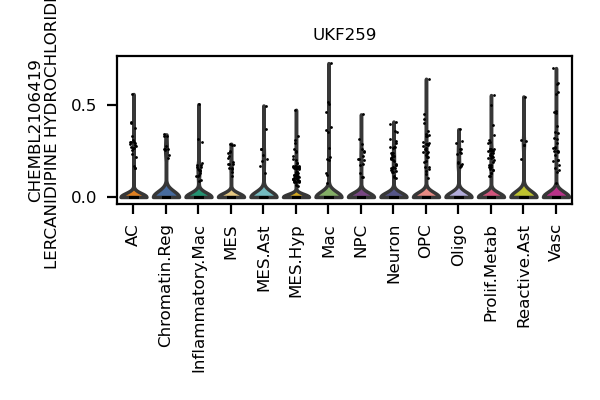 UKF259
CHEMBL2106419
LERCANIDIPINE HYDROCHLORIDE
0.5
0.0
AC
Chromatin.Reg
Inflammatory.Mac
MES
MES.Ast
MES.Hyp
Mac
NPC
Neuron
OPC
Oligo
Prolif.Metab
Reactive.Ast
Vasc